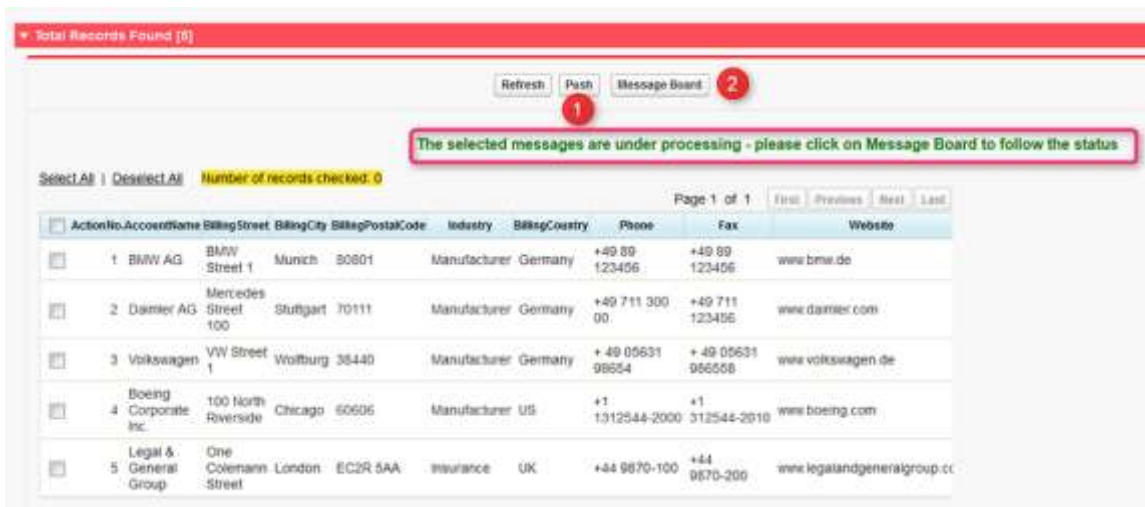 Total Records Found [5]
Refresh Push Message Board 2
1
The selected messages are under processing - please click on Message Board to follow the status
Select All | Deselect All Number of records checked: 0
Page 1 of 1 First Previous Next Last
Action No. AccountName BillingStreet BillingCity BillingPostalCode Industry BillingCountry Phone Fax Website
1 BMW AG BMW Street 1 Munich 80801 Manufacturer Germany +49 89 123456 +49 89 123456 www.bmw.de
2 Daimler AG Mercedes Street 100 Stuttgart 70111 Manufacturer Germany +49 711 300 00 +49 711 123456 www.daimler.com
3 Volkswagen VW Street 1 Wolfburg 38440 Manufacturer Germany + 49 05631 98654 + 49 05631 986558 www.volkswagen.de
4 Boeing Corporate Inc. 100 North Riverside Chicago 60606 Manufacturer US +1 1312544-2000 +1 312544-2010 www.boeing.com
5 Legal & General Group One Colemann Street London EC2R 5AA Insurance UK +44 9870-100 +44 9870-200 www.legalandgeneralgroup.cc